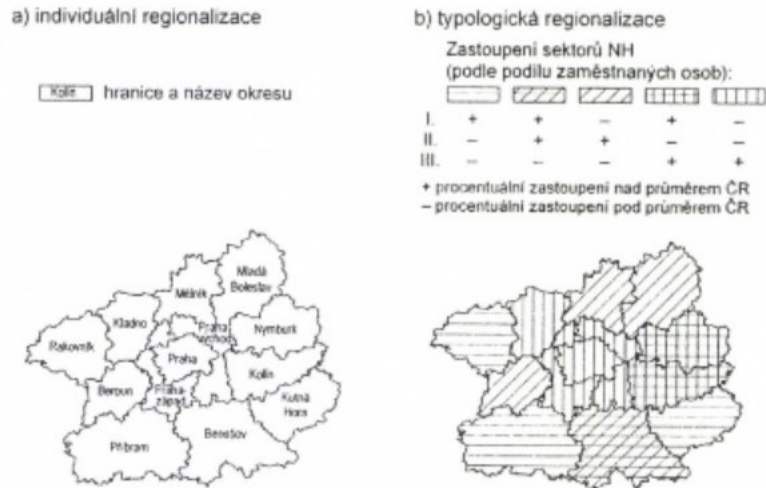 a) individuální regionalizace
Kolín hranice a název okresu
Mladá
Boleslav
Mělník
Kladno
Praha
východ
Nymburk
Rakovník
Praha
Kolín
Beroun
Praha-
západ
Kutná
Hora
Příbram
Benešov
b) typologická regionalizace
Zastoupení sektorů NH
(podle podílu zaměstnaných osob):
I. + + – + –
II. – + + – –
III. – – – + +
+ procentuální zastoupení nad průměrem ČR
– procentuální zastoupení pod průměrem ČR